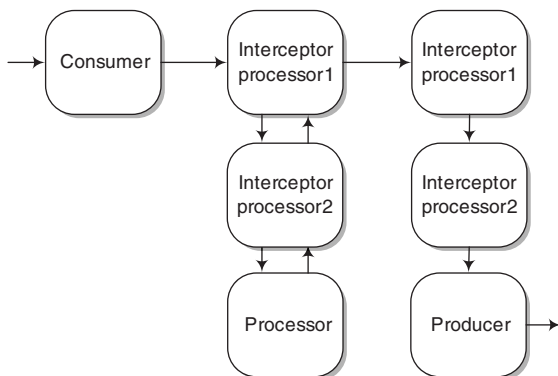 Consumer
Interceptor
processor1
Interceptor
processor1
Interceptor
processor2
Interceptor
processor2
Processor
Producer